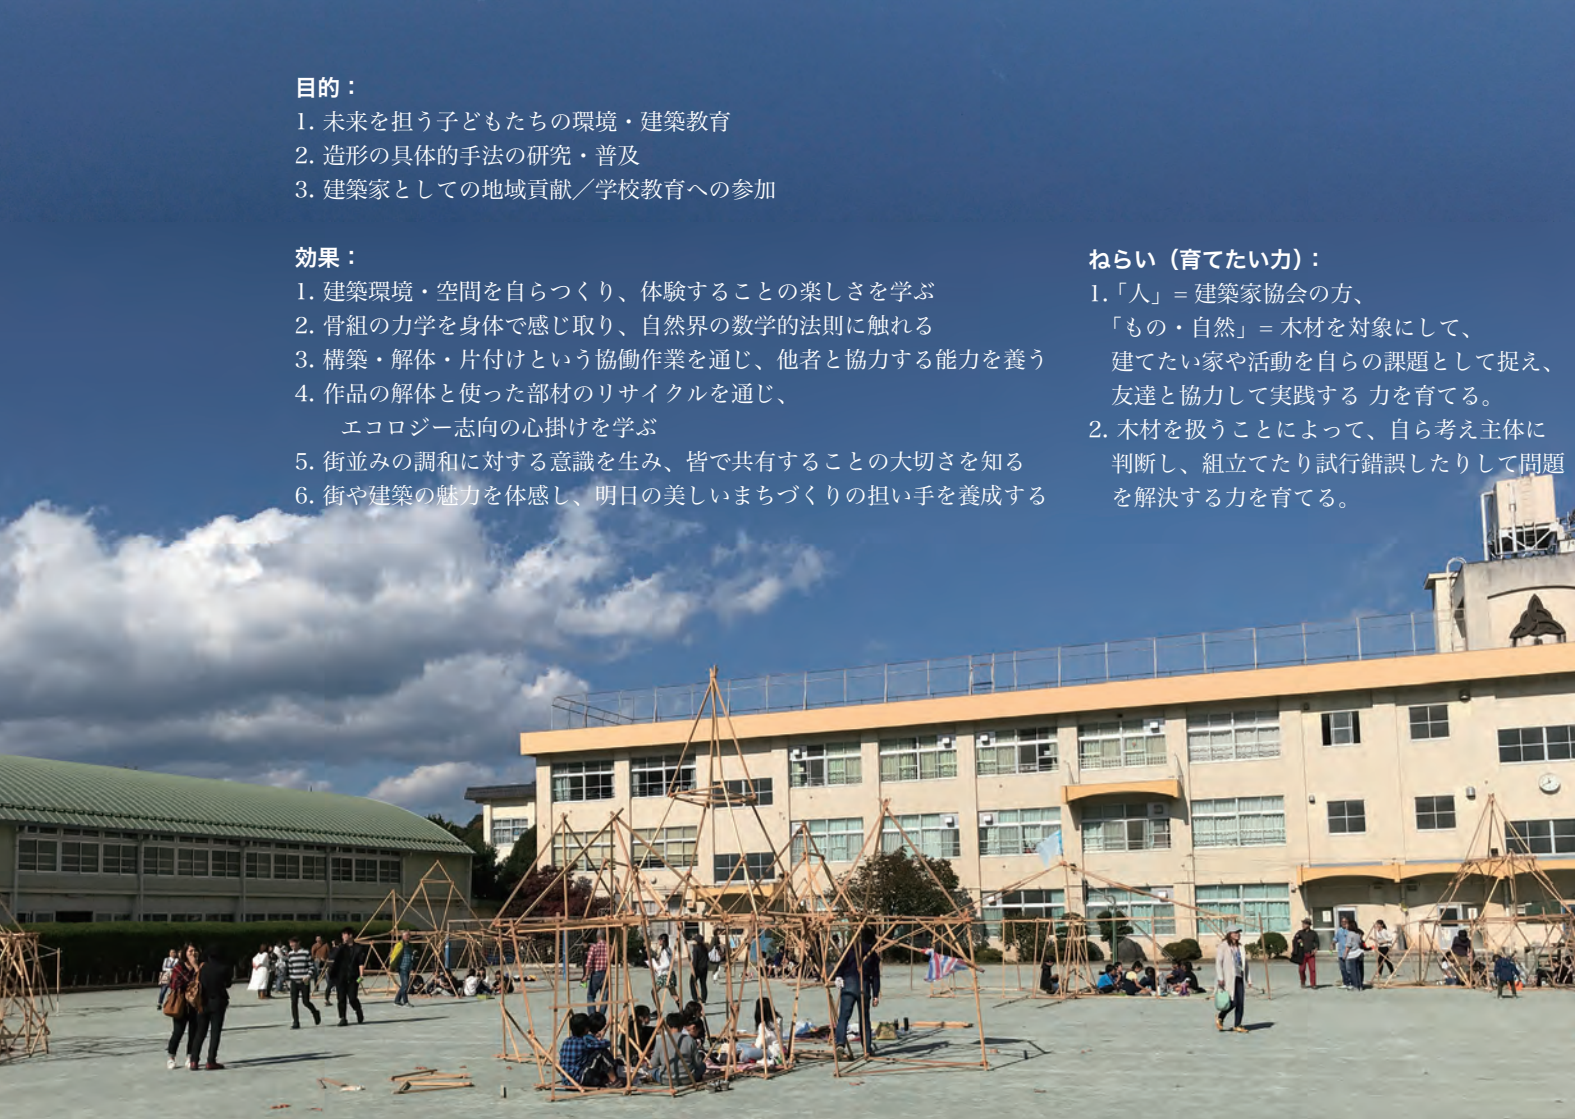 目的：
1. 未来を担う子どもたちの環境・建築教育
2. 造形の具体的手法の研究・普及
3. 建築家としての地域貢献／学校教育への参加
効果：
1. 建築環境・空間を自らつくり、体験することの楽しさを学ぶ
2. 骨組の力学を身体で感じ取り、自然界の数学的法則に触れる
3. 構築・解体・片付けという協働作業を通じ、他者と協力する能力を養う
4. 作品の解体と使った部材のリサイクルを通じ、
エコロジー志向の心掛けを学ぶ
5. 街並みの調和に対する意識を生み、皆で共有することの大切さを知る
6. 街や建築の魅力を体感し、明日の美しいまちづくりの担い手を養成する
ねらい（育てたい力）：
1.「人」= 建築家協会の方、
「もの・自然」= 木材を対象にして、
建てたい家や活動を自らの課題として捉え、
友達と協力して実践する 力を育てる。
2. 木材を扱うことによって、自ら考え主体に
判断し、組立てたり試行錯誤したりして問題
を解決する力を育てる。